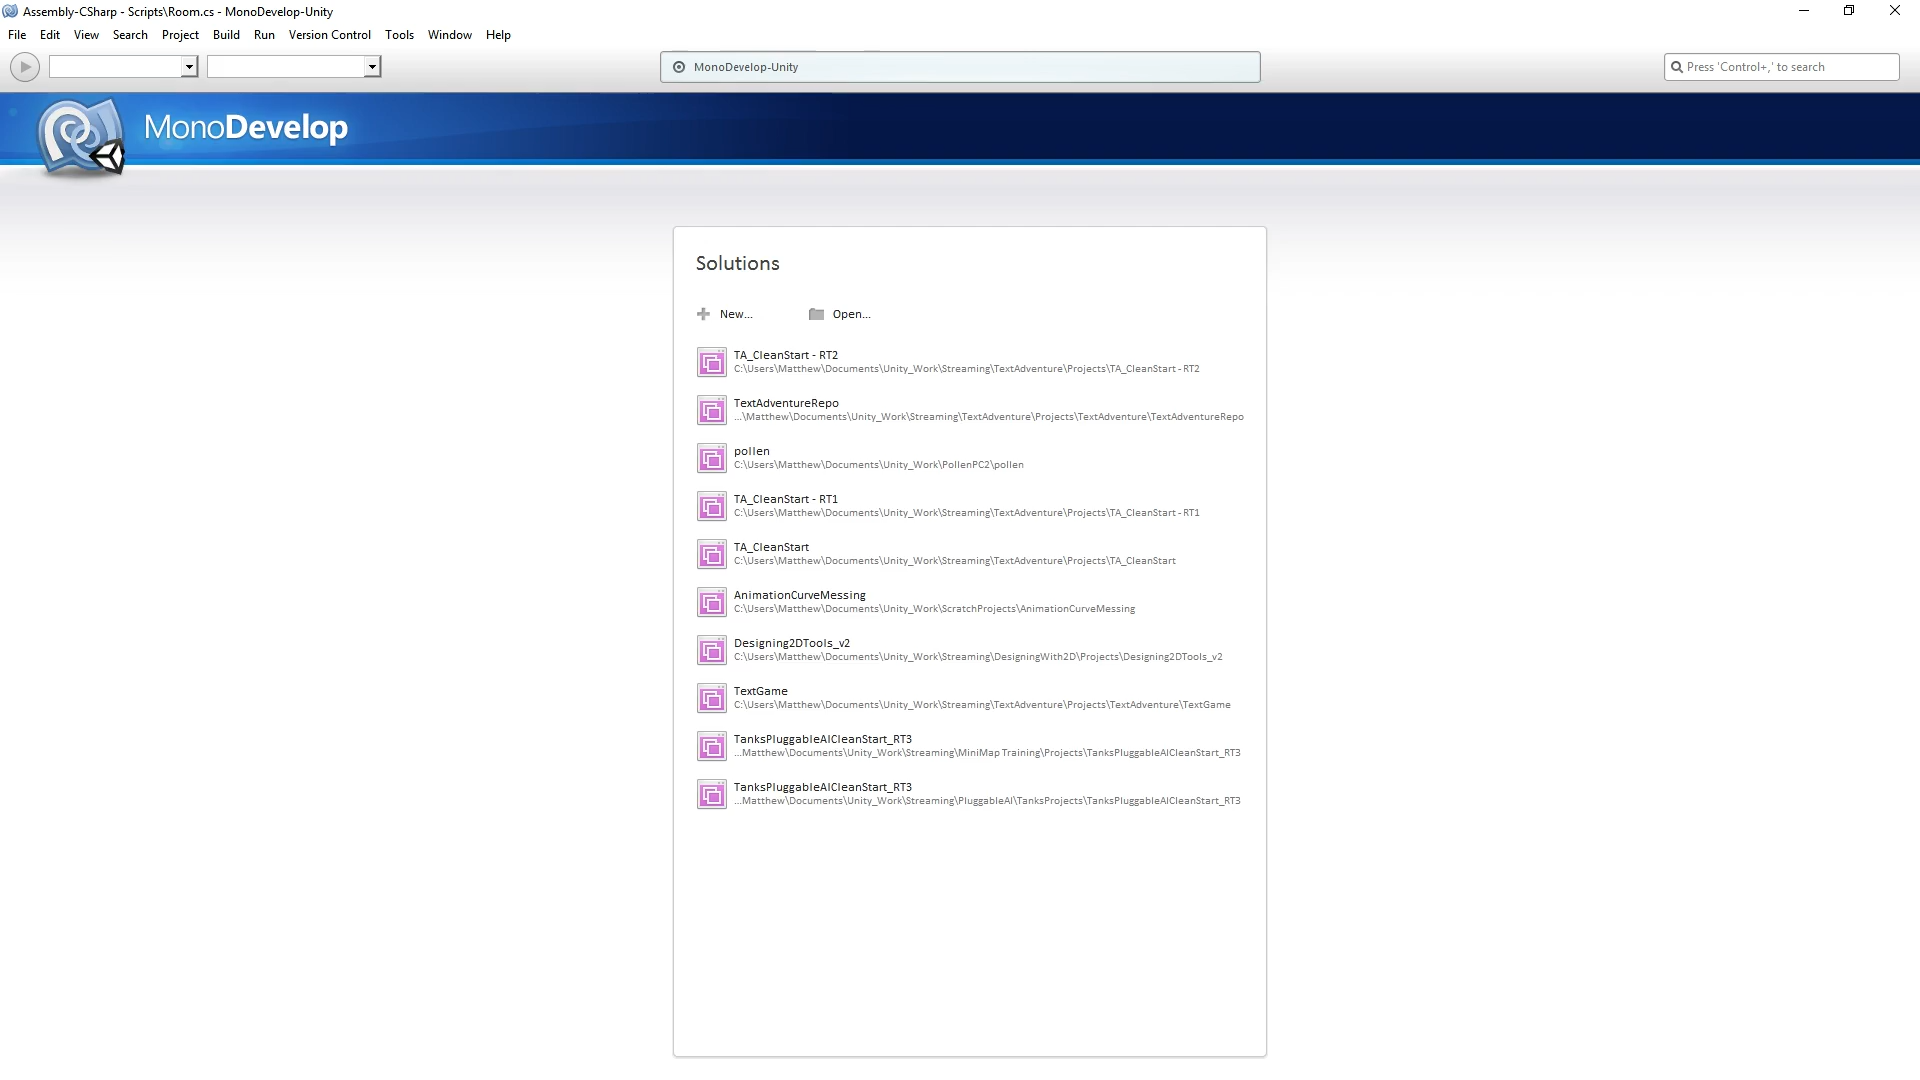 Assembly-CSharp - Scripts\Room.cs - MonoDevelop-Unity
File Edit View Search Project Build Run Version Control Tools Window Help
MonoDevelop-Unity
Press 'Control+,' to search
MonoDevelop
Solutions
New... Open...
TA_CleanStart - RT2
C:\Users\Matthew\Documents\Unity_Work\Streaming\TextAdventure\Projects\TA_CleanStart - RT2
TextAdventureRepo
...\Matthew\Documents\Unity_Work\Streaming\TextAdventure\Projects\TextAdventure\TextAdventureRepo
pollen
C:\Users\Matthew\Documents\Unity_Work\PollenPC2\pollen
TA_CleanStart - RT1
C:\Users\Matthew\Documents\Unity_Work\Streaming\TextAdventure\Projects\TA_CleanStart - RT1
TA_CleanStart
C:\Users\Matthew\Documents\Unity_Work\Streaming\TextAdventure\Projects\TA_CleanStart
AnimationCurveMessing
C:\Users\Matthew\Documents\Unity_Work\ScratchProjects\AnimationCurveMessing
Designing2DTools_v2
C:\Users\Matthew\Documents\Unity_Work\Streaming\DesigningWith2D\Projects\Designing2DTools_v2
TextGame
C:\Users\Matthew\Documents\Unity_Work\Streaming\TextAdventure\Projects\TextAdventure\TextGame
TanksPluggableAICleanStart_RT3
...Matthew\Documents\Unity_Work\Streaming\MiniMap Training\Projects\TanksPluggableAICleanStart_RT3
TanksPluggableAICleanStart_RT3
...Matthew\Documents\Unity_Work\Streaming\PluggableAI\TanksProjects\TanksPluggableAICleanStart_RT3